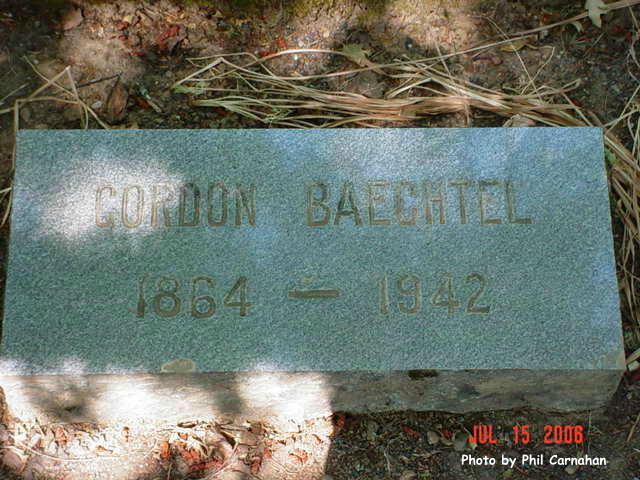 GORDON BAECHTEL
1864 — 1942
JUL 15 2006
Photo by Phil Carnahan